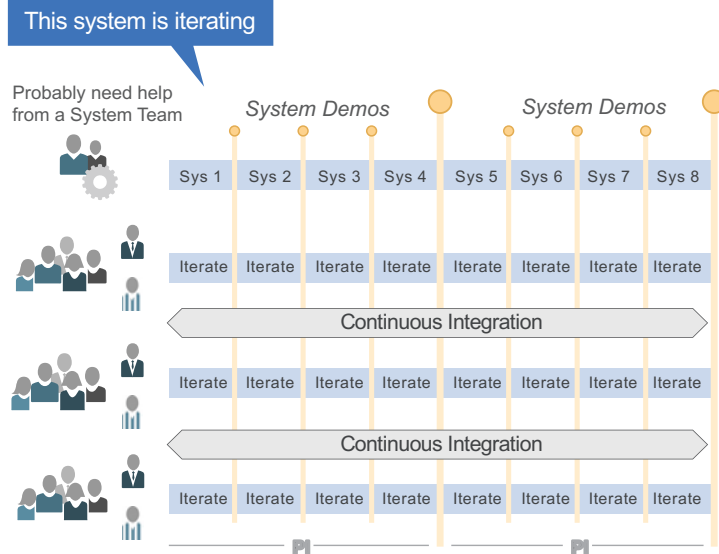 This system is iterating
Probably need help
from a System Team
System Demos
System Demos
Sys 1 Sys 2 Sys 3 Sys 4 Sys 5 Sys 6 Sys 7 Sys 8
Iterate Iterate Iterate Iterate Iterate Iterate Iterate Iterate
Continuous Integration
Iterate Iterate Iterate Iterate Iterate Iterate Iterate Iterate
Continuous Integration
Iterate Iterate Iterate Iterate Iterate Iterate Iterate Iterate
PI PI